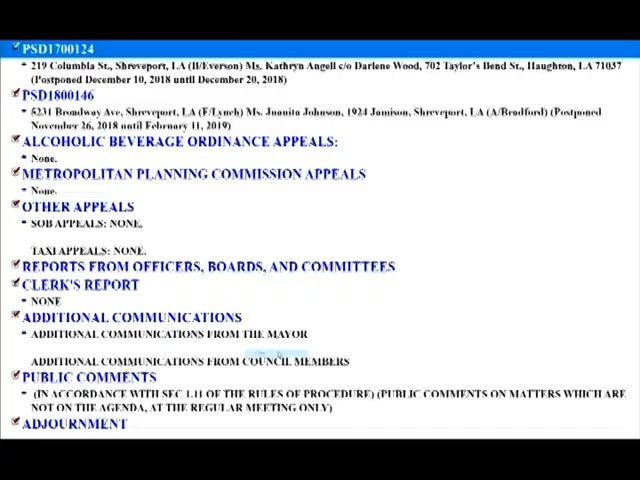 PSD1700124
219 Columbia St., Shreveport, LA (B/Everson) Ms. Kathryn Angell c/o Darlene Wood, 702 Taylor's Bend St., Haughton, LA 71037
(Postponed December 10, 2018 until December 20, 2018)
PSD1800146
5231 Broadway Ave, Shreveport, LA (F/Lynch) Ms. Juanita Johnson, 1924 Jamison, Shreveport, LA (A/Bradford) (Postponed
November 26, 2018 until February 11, 2019)
ALCOHOLIC BEVERAGE ORDINANCE APPEALS:
None.
METROPOLITAN PLANNING COMMISSION APPEALS
None.
OTHER APPEALS
SOB APPEALS: NONE.
TAXI APPEALS: NONE.
REPORTS FROM OFFICERS, BOARDS, AND COMMITTEES
CLERK'S REPORT
NONE
ADDITIONAL COMMUNICATIONS
ADDITIONAL COMMUNICATIONS FROM THE MAYOR
ADDITIONAL COMMUNICATIONS FROM COUNCIL MEMBERS
PUBLIC COMMENTS
(IN ACCORDANCE WITH SEC 1.11 OF THE RULES OF PROCEDURE) (PUBLIC COMMENTS ON MATTERS WHICH ARE
NOT ON THE AGENDA, AT THE REGULAR MEETING ONLY)
ADJOURNMENT